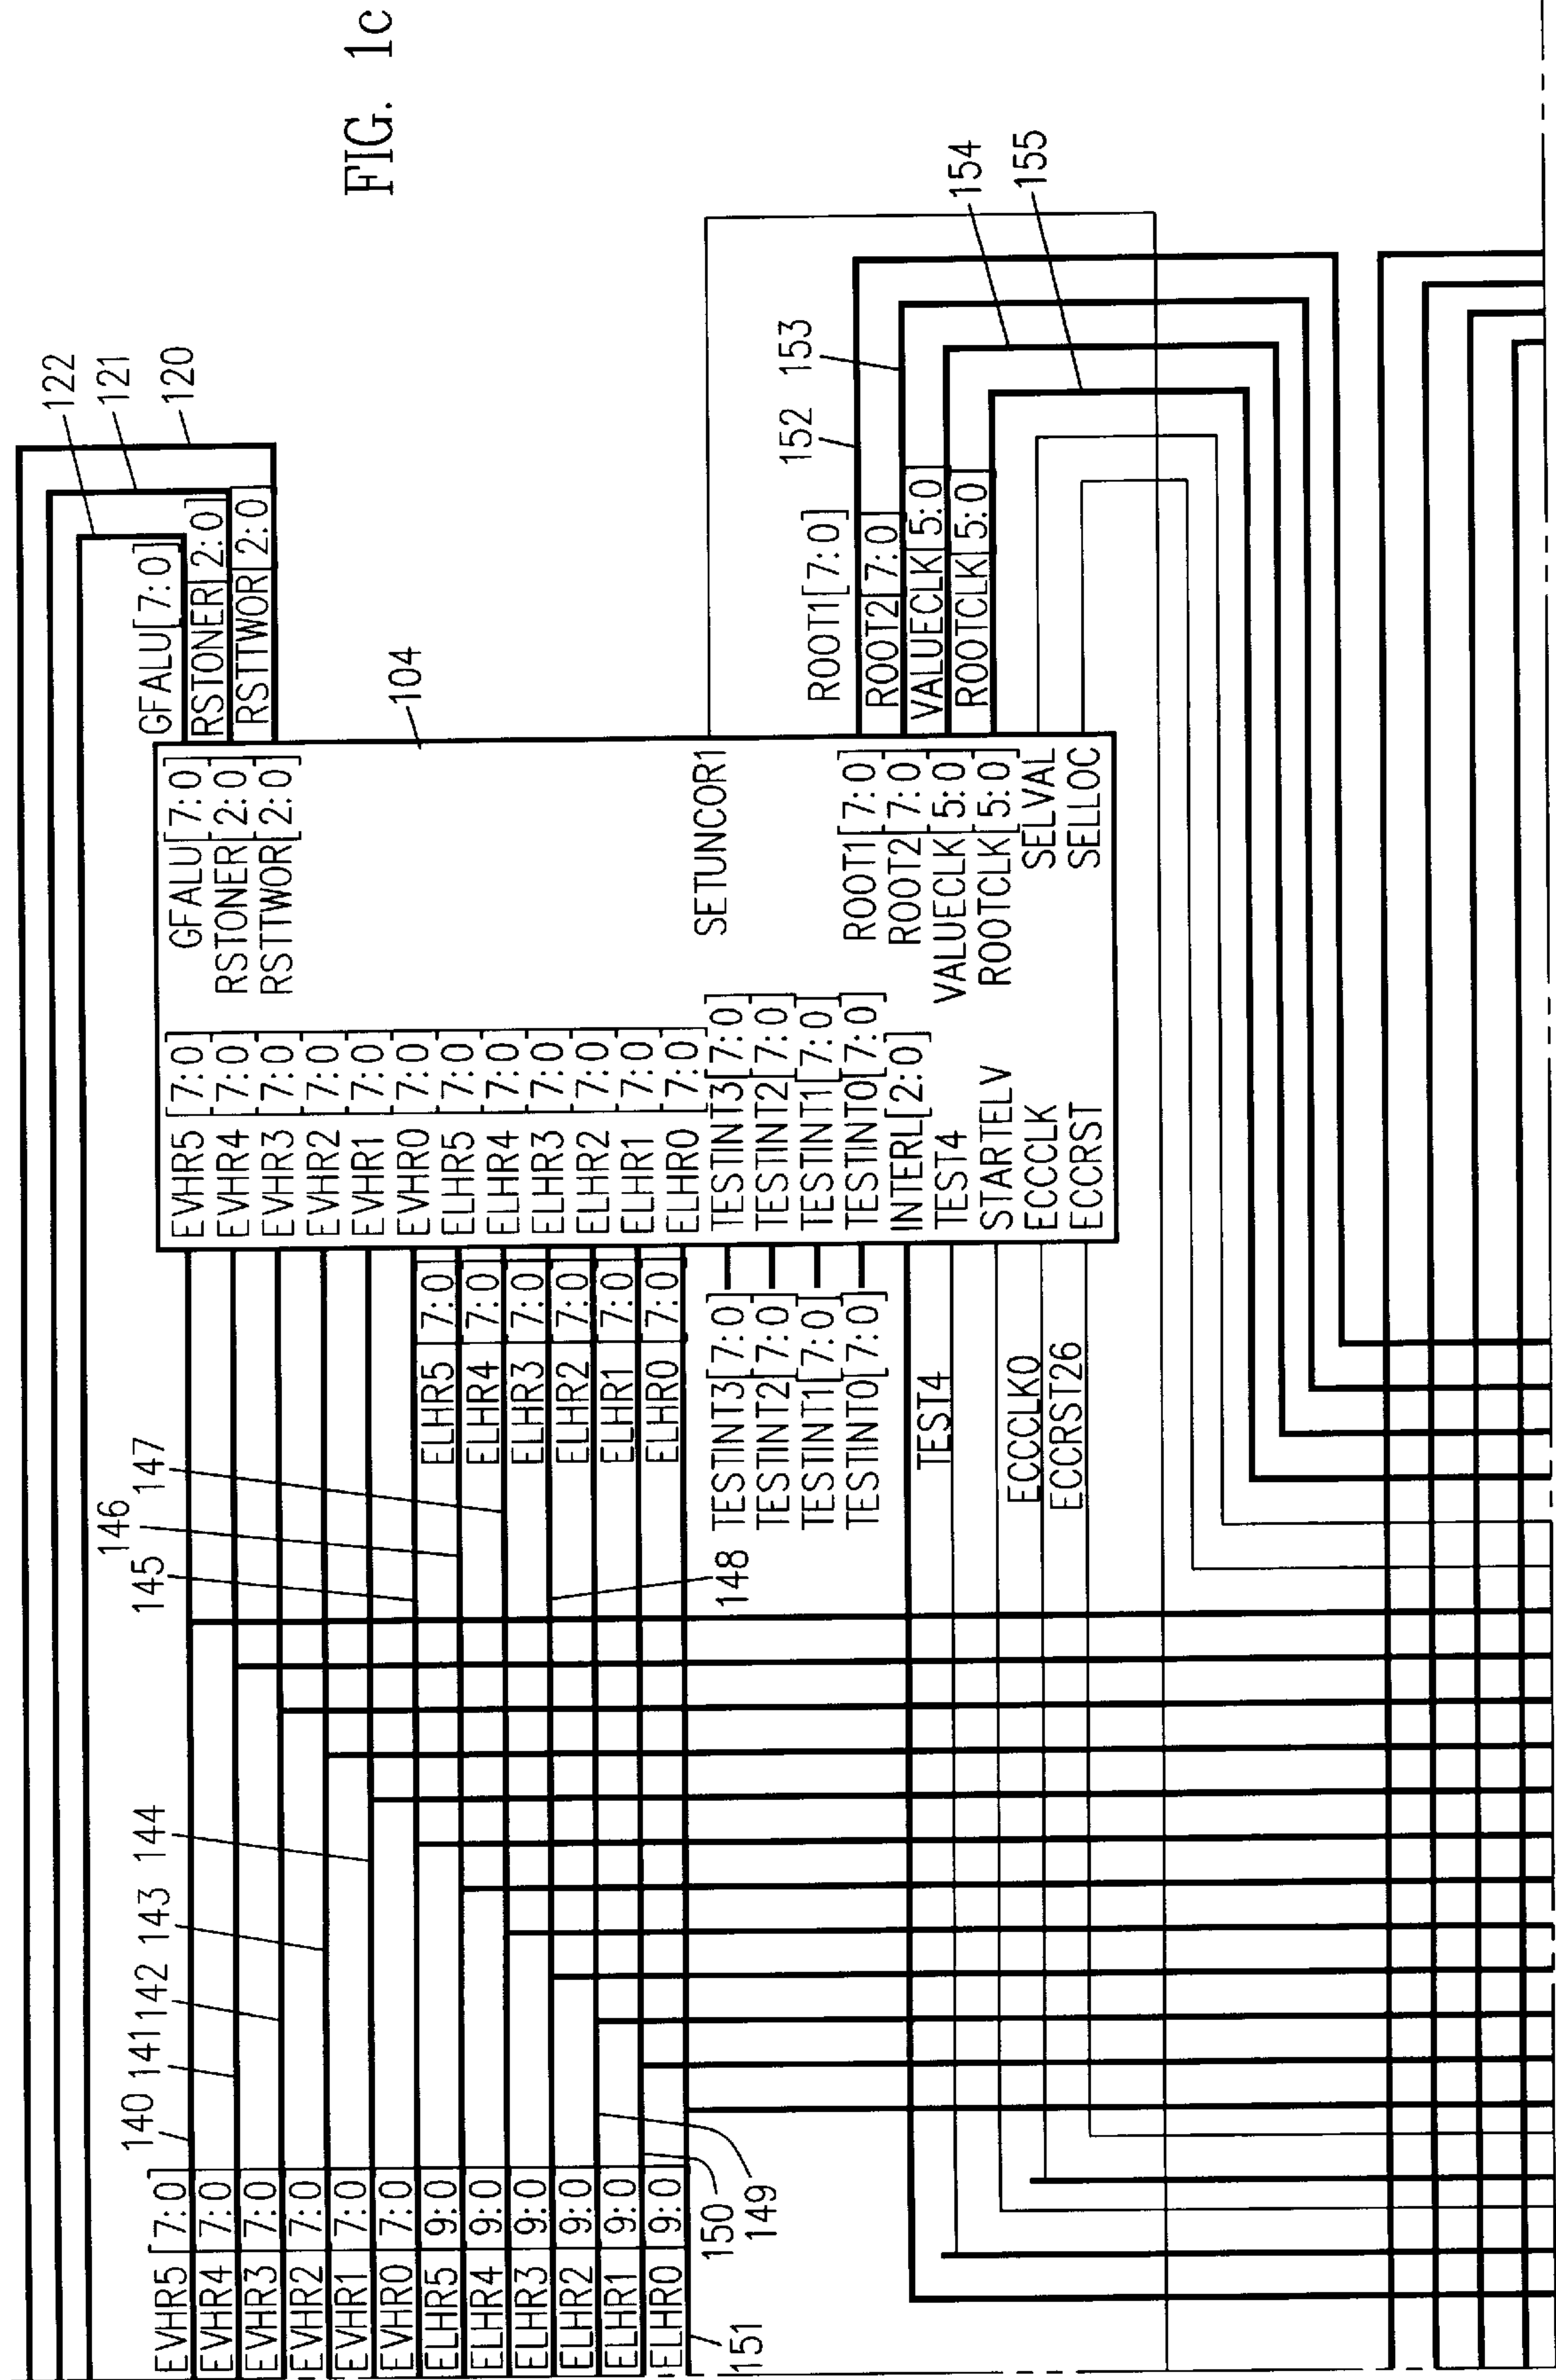 FIG. 1c
122
121
120
GFALU[7:0]
RSTONER[2:0]
RSTTWOR[2:0]
104
GFALU[7:0]
RSTONER[2:0]
RSTTWOR[2:0]
SETUNCOR1
ROOT1[7:0]
ROOT2[7:0]
VALUECLK[5:0]
ROOTCLK[5:0]
SELVAL
SELLOC
EVHR5[7:0]
EVHR4[7:0]
EVHR3[7:0]
EVHR2[7:0]
EVHR1[7:0]
EVHR0[7:0]
ELHR5[7:0]
ELHR4[7:0]
ELHR3[7:0]
ELHR2[7:0]
ELHR1[7:0]
ELHR0[7:0]
TESTINT3[7:0]
TESTINT2[7:0]
TESTINT1[7:0]
TESTINT0[7:0]
INTERL[2:0]
TEST4
STARTELV
ECCCLK
ECCRST
152
153
154
155
ROOT1[7:0]
ROOT2[7:0]
VALUECLK[5:0]
ROOTCLK[5:0]
ELHR5[7:0]
ELHR4[7:0]
ELHR3[7:0]
ELHR2[7:0]
ELHR1[7:0]
ELHR0[7:0]
TESTINT3[7:0]
TESTINT2[7:0]
TESTINT1[7:0]
TESTINT0[7:0]
TEST4
ECCCLK0
ECCRST26
140
141
142
143
144
145
146
147
148
EVHR5[7:0]
EVHR4[7:0]
EVHR3[7:0]
EVHR2[7:0]
EVHR1[7:0]
EVHR0[7:0]
ELHR5[9:0]
ELHR4[9:0]
ELHR3[9:0]
ELHR2[9:0]
ELHR1[9:0]
ELHR0[9:0]
150
149
151